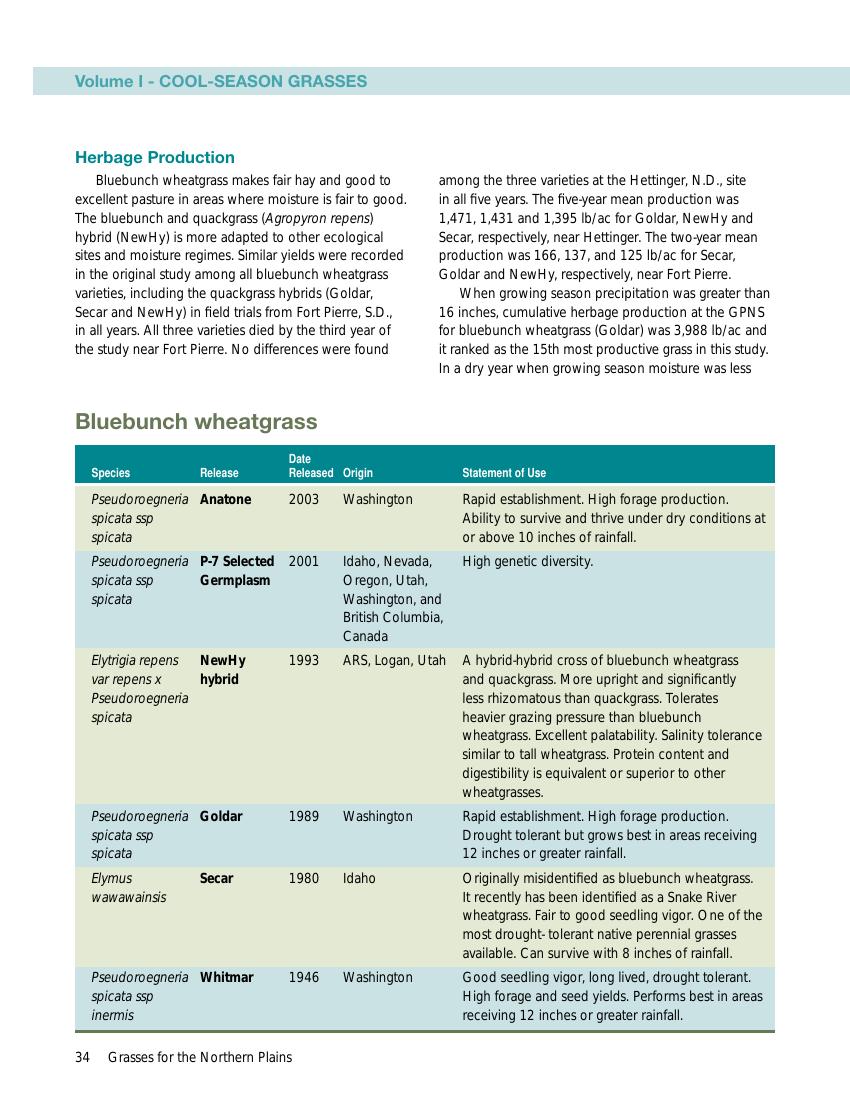 Volume I - COOL-SEASON GRASSES
Herbage Production
Bluebunch wheatgrass makes fair hay and good to
excellent pasture in areas where moisture is fair to good.
The bluebunch and quackgrass (Agropyron repens)
hybrid (NewHy) is more adapted to other ecological
sites and moisture regimes. Similar yields were recorded
in the original study among all bluebunch wheatgrass
varieties, including the quackgrass hybrids (Goldar,
Secar and NewHy) in field trials from Fort Pierre, S.D.,
in all years. All three varieties died by the third year of
the study near Fort Pierre. No differences were found
among the three varieties at the Hettinger, N.D., site
in all five years. The five-year mean production was
1,471, 1,431 and 1,395 lb/ac for Goldar, NewHy and
Secar, respectively, near Hettinger. The two-year mean
production was 166, 137, and 125 lb/ac for Secar,
Goldar and NewHy, respectively, near Fort Pierre.
When growing season precipitation was greater than
16 inches, cumulative herbage production at the GPNS
for bluebunch wheatgrass (Goldar) was 3,988 lb/ac and
it ranked as the 15th most productive grass in this study.
In a dry year when growing season moisture was less
Bluebunch wheatgrass
Date
Species Release Released Origin Statement of Use
Pseudoroegneria Anatone 2003 Washington Rapid establishment. High forage production.
spicata ssp Ability to survive and thrive under dry conditions at
spicata or above 10 inches of rainfall.
Pseudoroegneria P-7 Selected 2001 Idaho, Nevada, High genetic diversity.
spicata ssp Germplasm Oregon, Utah,
spicata Washington, and
British Columbia,
Canada
Elytrigia repens NewHy 1993 ARS, Logan, Utah A hybrid-hybrid cross of bluebunch wheatgrass
var repens x hybrid and quackgrass. More upright and significantly
Pseudoroegneria less rhizomatous than quackgrass. Tolerates
spicata heavier grazing pressure than bluebunch
wheatgrass. Excellent palatability. Salinity tolerance
similar to tall wheatgrass. Protein content and
digestibility is equivalent or superior to other
wheatgrasses.
Pseudoroegneria Goldar 1989 Washington Rapid establishment. High forage production.
spicata ssp Drought tolerant but grows best in areas receiving
spicata 12 inches or greater rainfall.
Elymus Secar 1980 Idaho Originally misidentified as bluebunch wheatgrass.
wawawainsis It recently has been identified as a Snake River
wheatgrass. Fair to good seedling vigor. One of the
most drought- tolerant native perennial grasses
available. Can survive with 8 inches of rainfall.
Pseudoroegneria Whitmar 1946 Washington Good seedling vigor, long lived, drought tolerant.
spicata ssp High forage and seed yields. Performs best in areas
inermis receiving 12 inches or greater rainfall.
34 Grasses for the Northern Plains